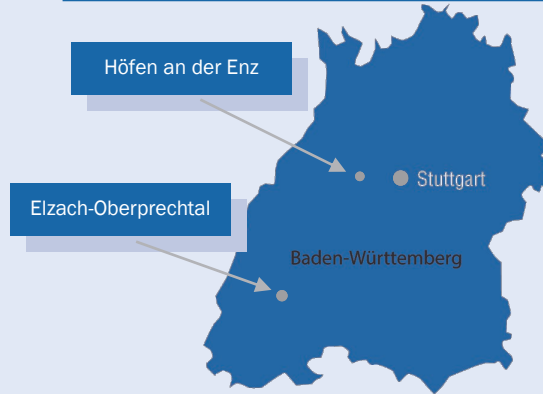 Höfen an der Enz
Stuttgart
Elzach-Oberprechtal
Baden-Württemberg